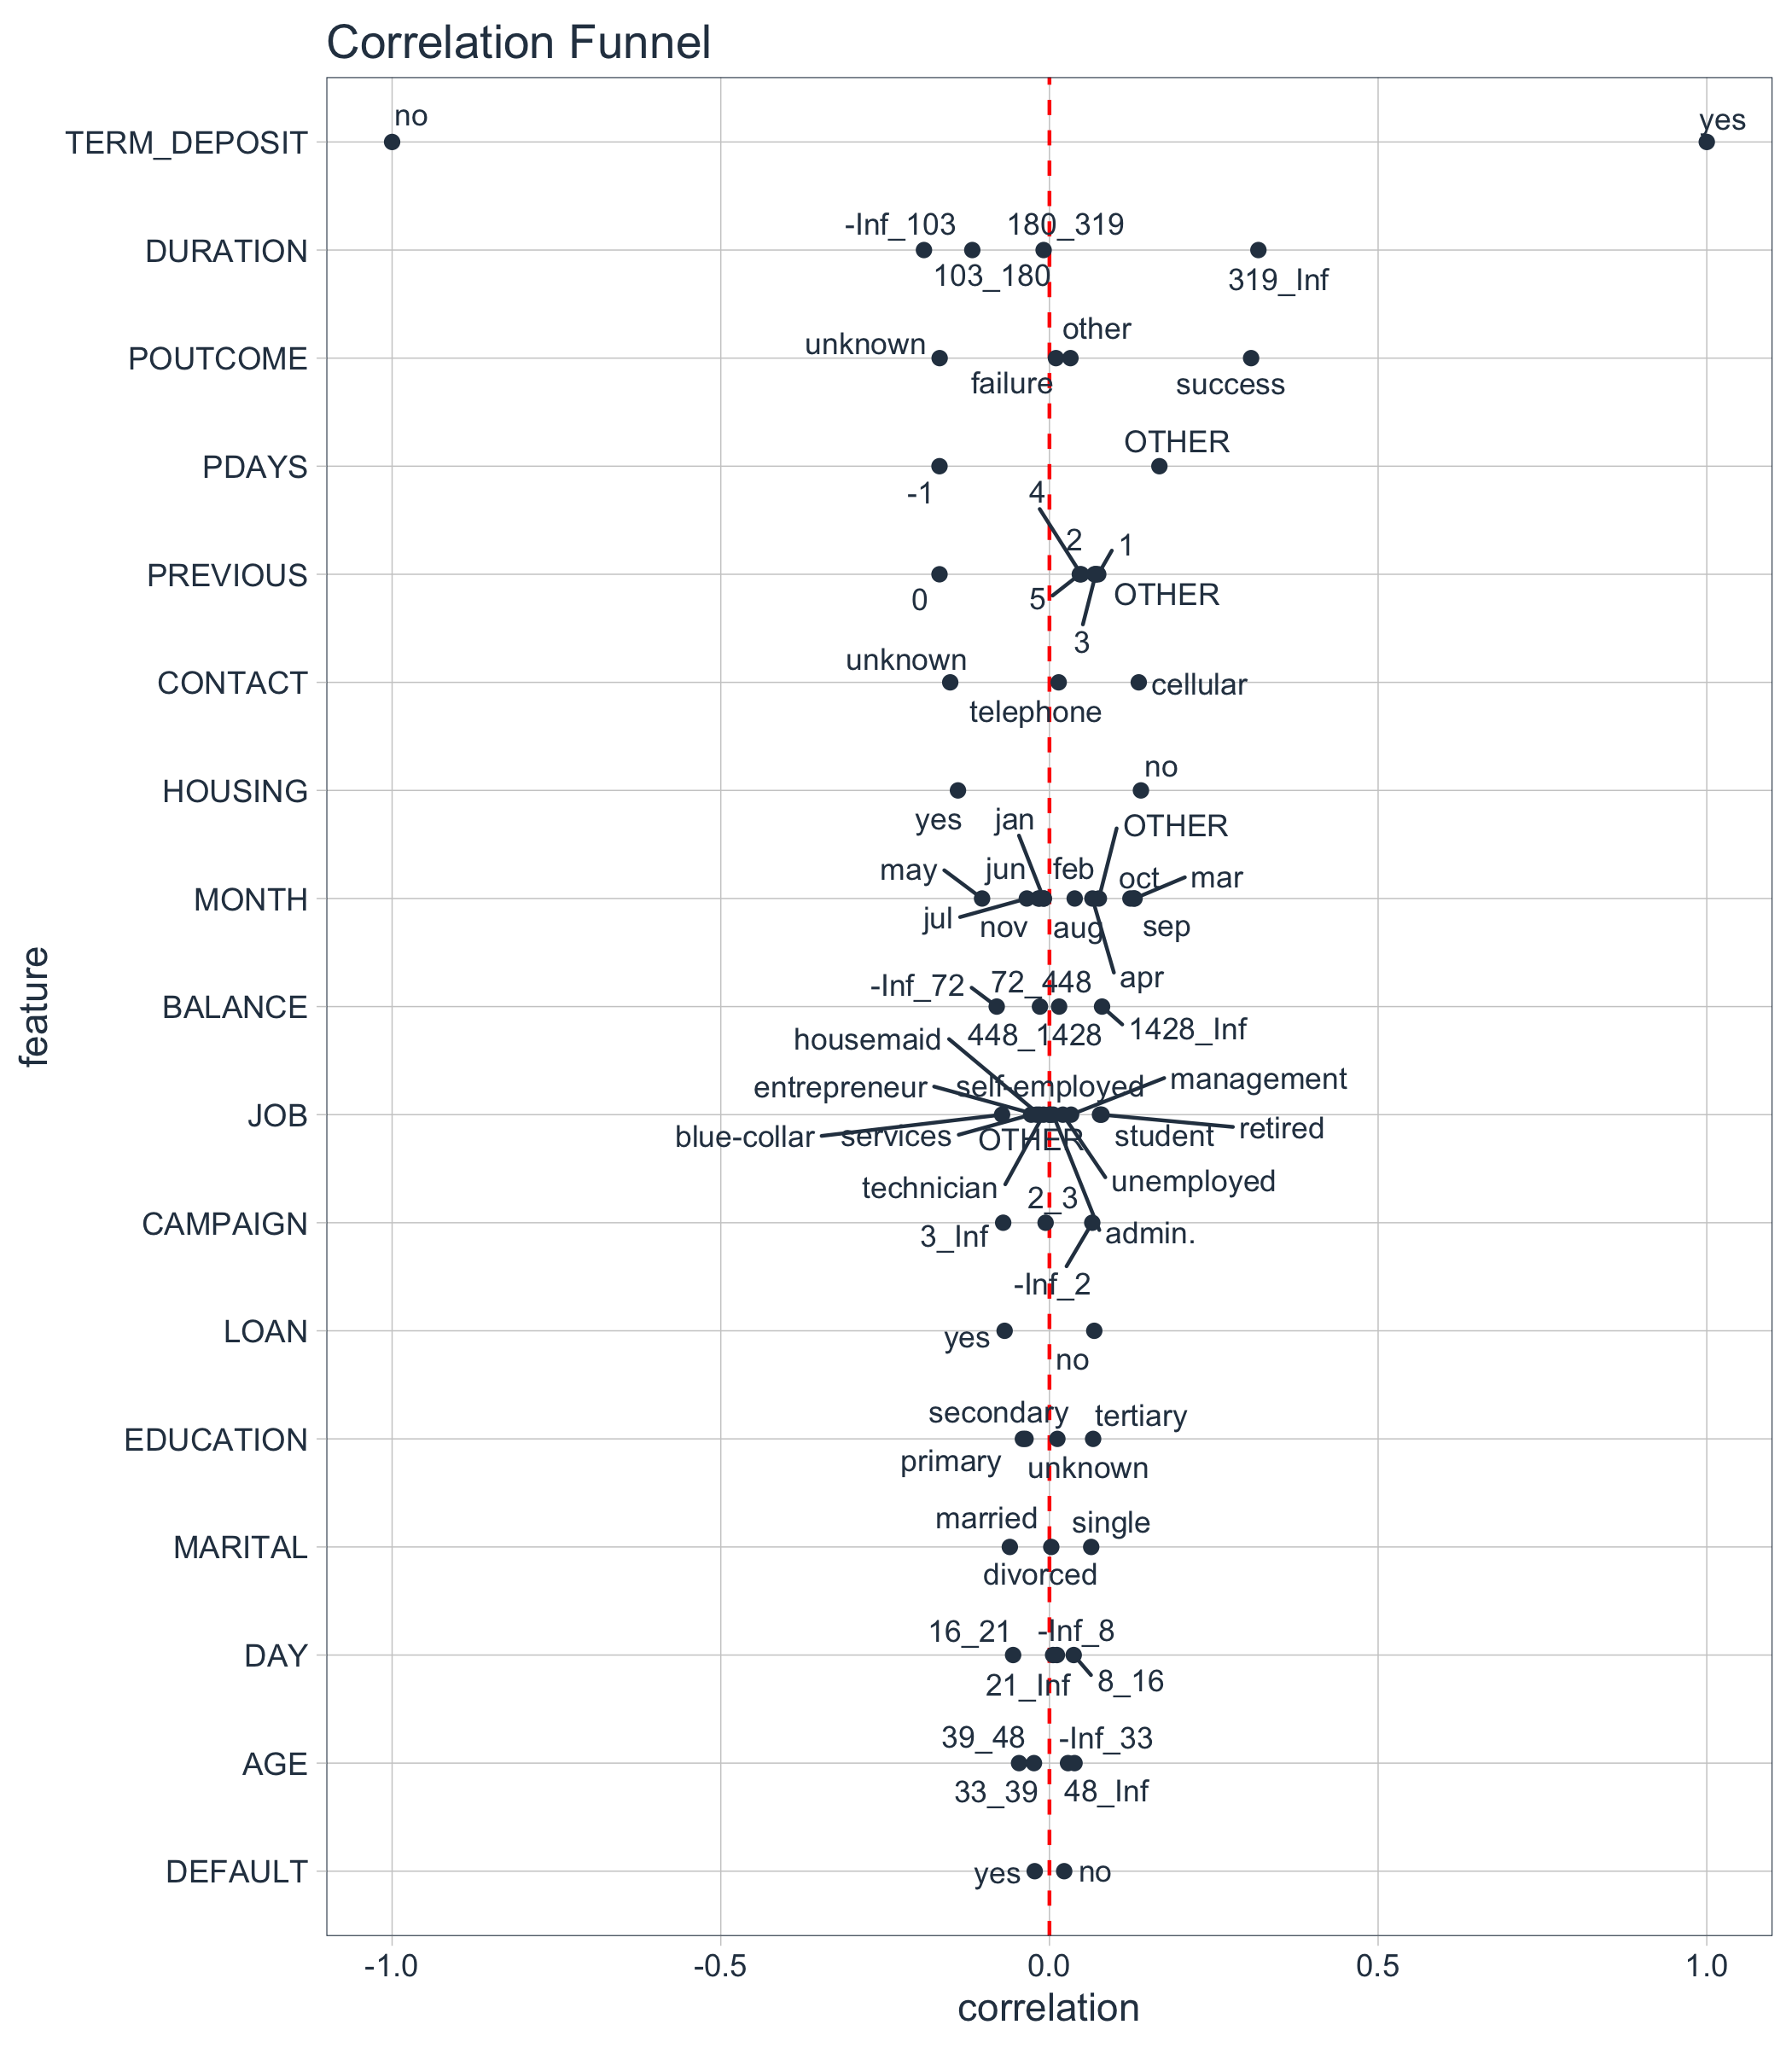 Correlation Funnel
no
yes
TERM_DEPOSIT
-Inf_103
180_319
DURATION
103_180
319_Inf
other
unknown
POUTCOME
failure
success
OTHER
PDAYS
-1
4
2
1
PREVIOUS
0
5
OTHER
3
unknown
CONTACT
cellular
telephone
no
HOUSING
yes
jan
OTHER
may
jun
feb
oct
mar
MONTH
jul
nov
aug
sep
apr
-Inf_72
72_448
BALANCE
448_1428
1428_Inf
housemaid
entrepreneur
self-employed
management
JOB
blue-collar
services
OTHER
student
retired
technician
unemployed
2_3
CAMPAIGN
3_Inf
admin.
-Inf_2
LOAN
yes
no
secondary
tertiary
EDUCATION
primary
unknown
married
single
MARITAL
divorced
16_21
-Inf_8
DAY
21_Inf
8_16
39_48
-Inf_33
AGE
33_39
48_Inf
DEFAULT
yes
no
feature
-1.0
-0.5
0.0
0.5
1.0
correlation